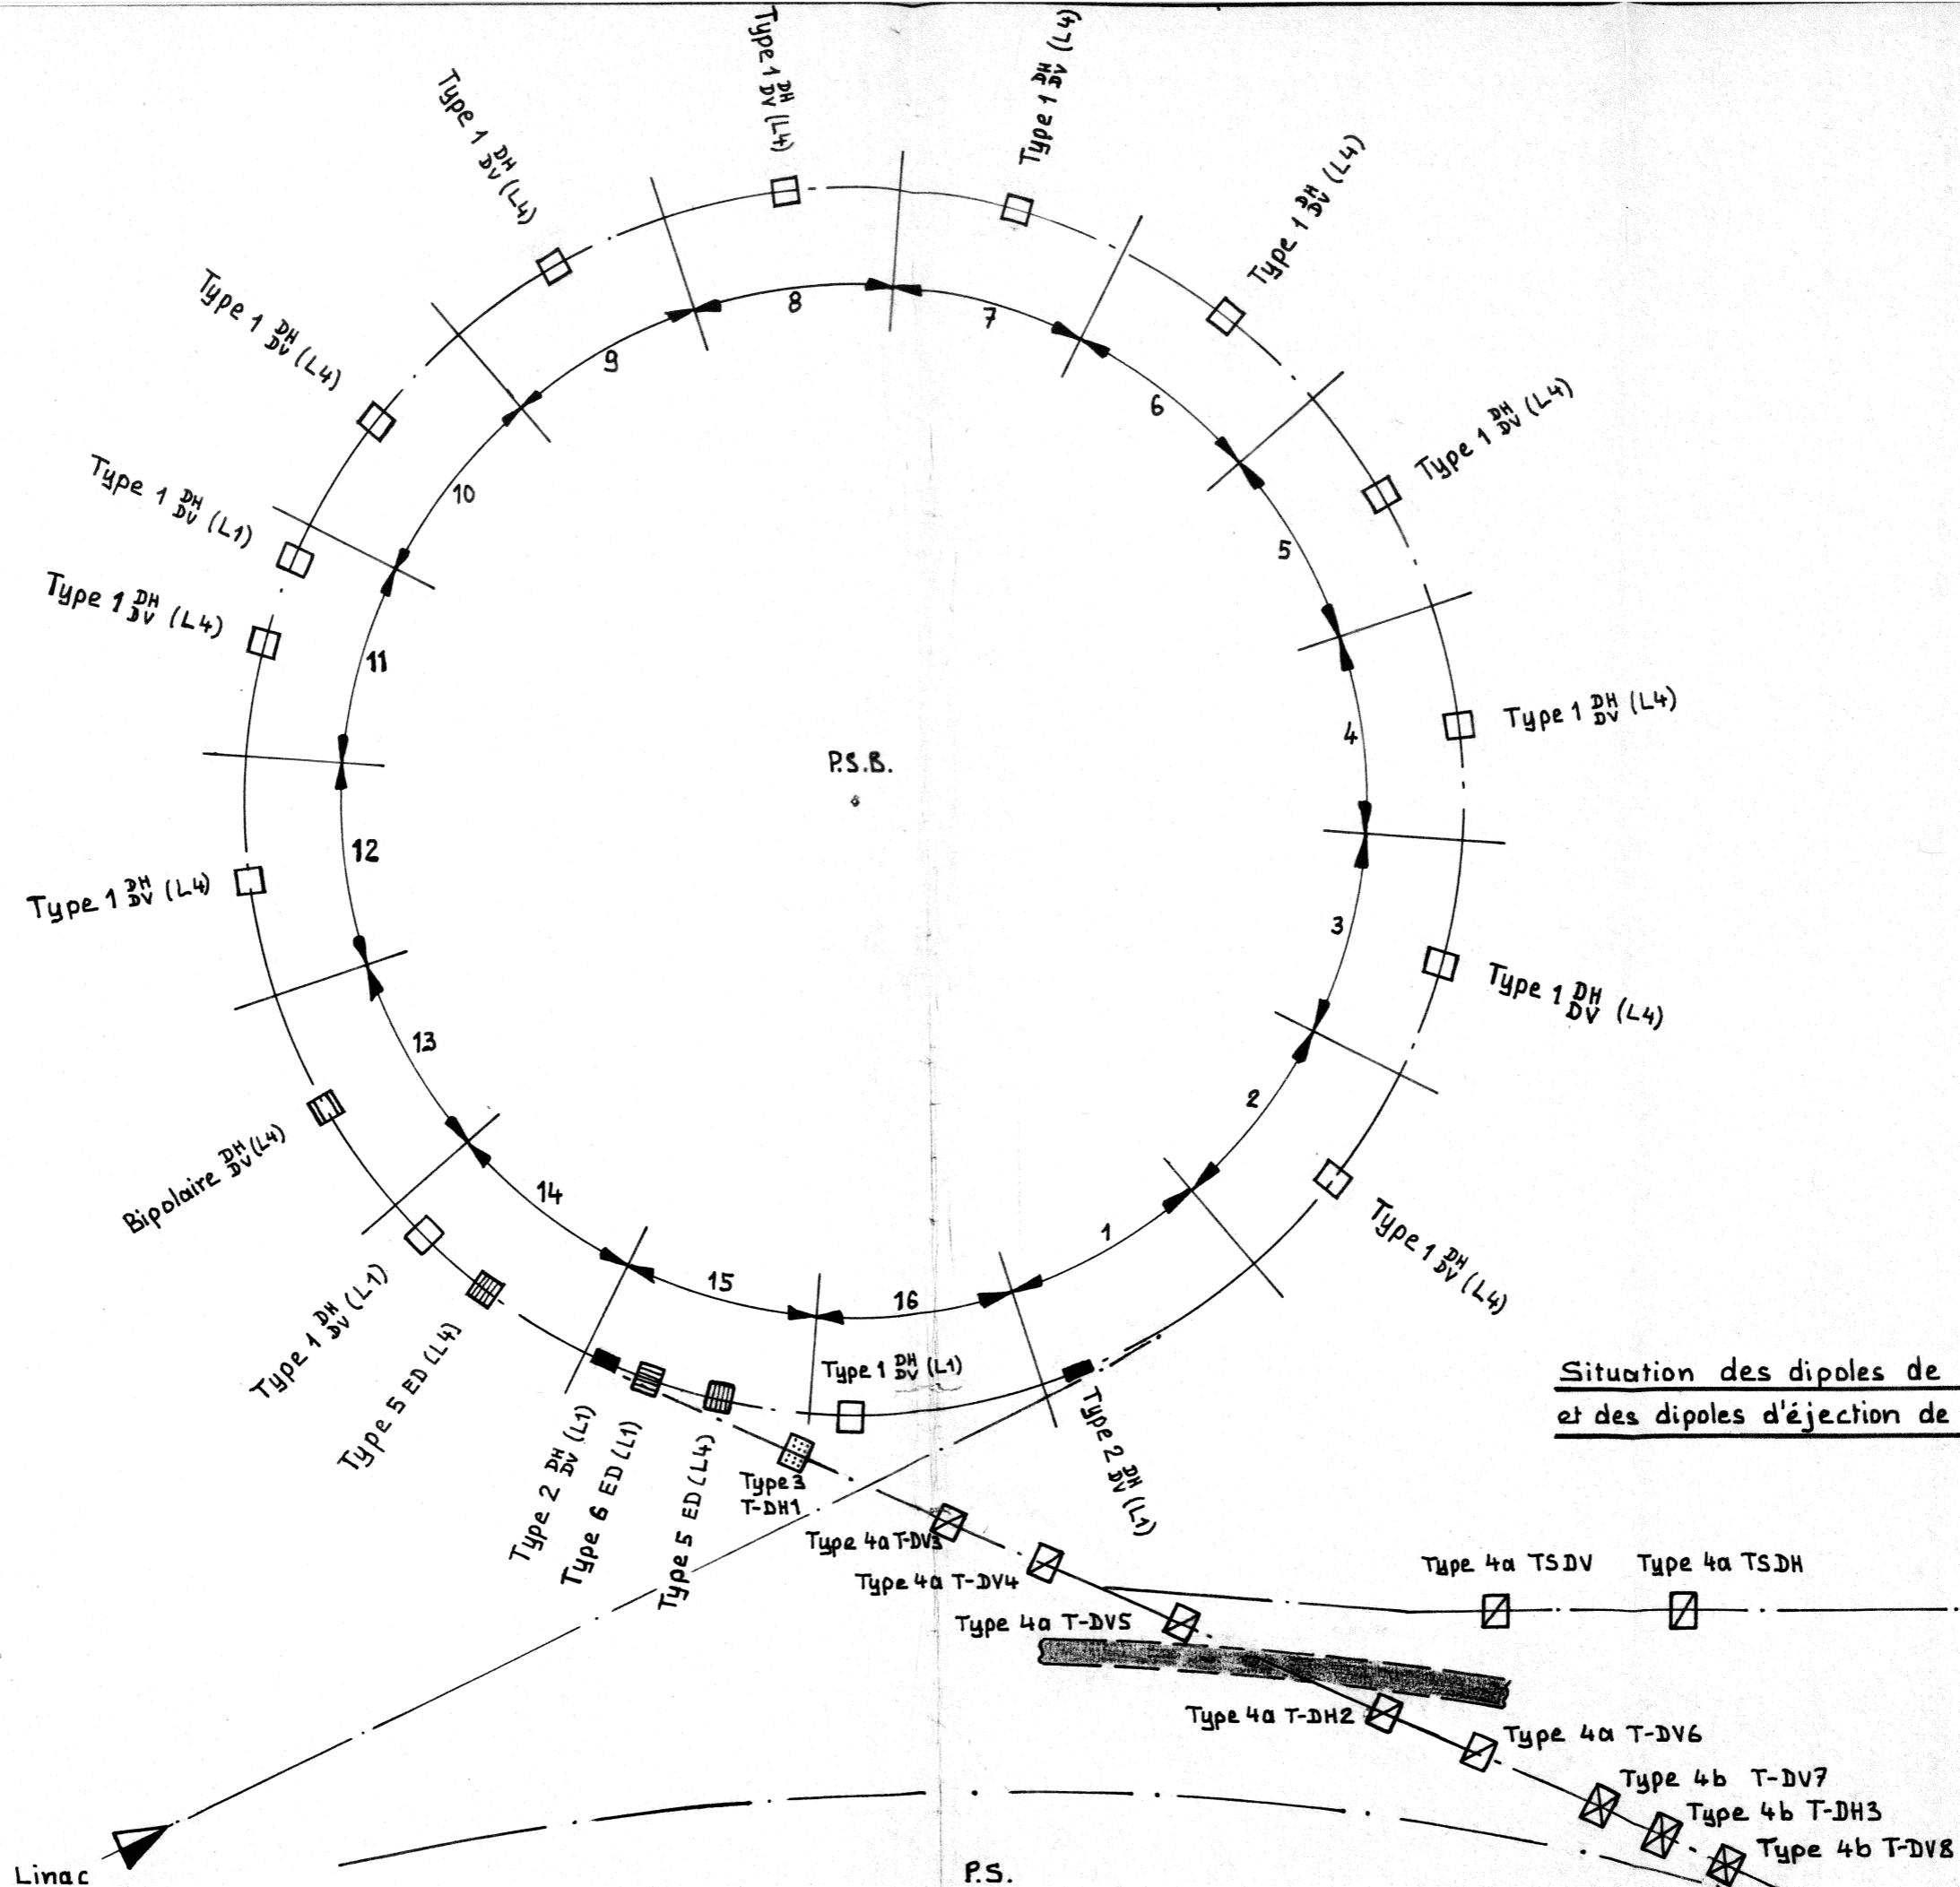 Type 1 DH DV (L4)
Type 1 DH DV (L4)
Type 1 DH DV (L4)
Type 1 DH DV (L4)
Type 1 DH DV (L4)
Type 1 DH DV (L4)
Type 1 DH DV (L1)
Type 1 DH DV (L4)
Type 1 DH DV (L4)
Type 1 DH DV (L4)
Type 1 DH DV (L4)
Type 1 DH DV (L4)
Type 1 DH DV (L4)
8
7
9
6
10
5
11
4
P.S.B.
12
3
13
2
14
1
15
16
Bipolaire DH DV (L4)
Type 1 DH DV (L1)
Type 5 ED (L4)
Type 2 DH DV (L1)
Type 6 ED (L1)
Type 5 ED (L4)
Type 1 DH DV (L1)
Type 2 DH DV (L1)
Situation des dipoles de
et des dipoles d'éjection de
Type 3
T-DH1
Type 4a T-DV3
Type 4a T-DV4
Type 4a T-DV5
Type 4a TSDV
Type 4a TSDH
Type 4a T-DH2
Type 4a T-DV6
Type 4b T-DV7
Type 4b T-DH3
Type 4b T-DV8
Linac
P.S.